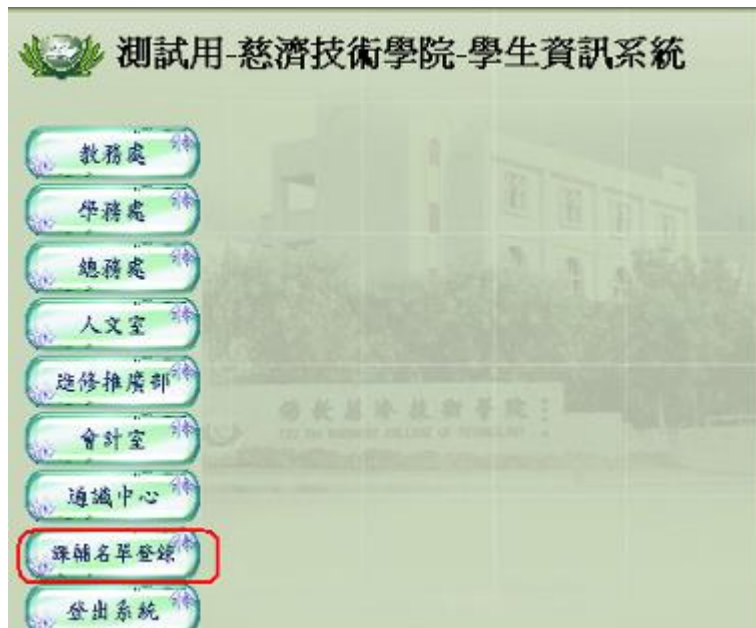 測試用-慈濟技術學院-學生資訊系統
教務處
學務處
總務處
人文室
進修推廣部
會計室
通識中心
課輔名單登錄
登出系統